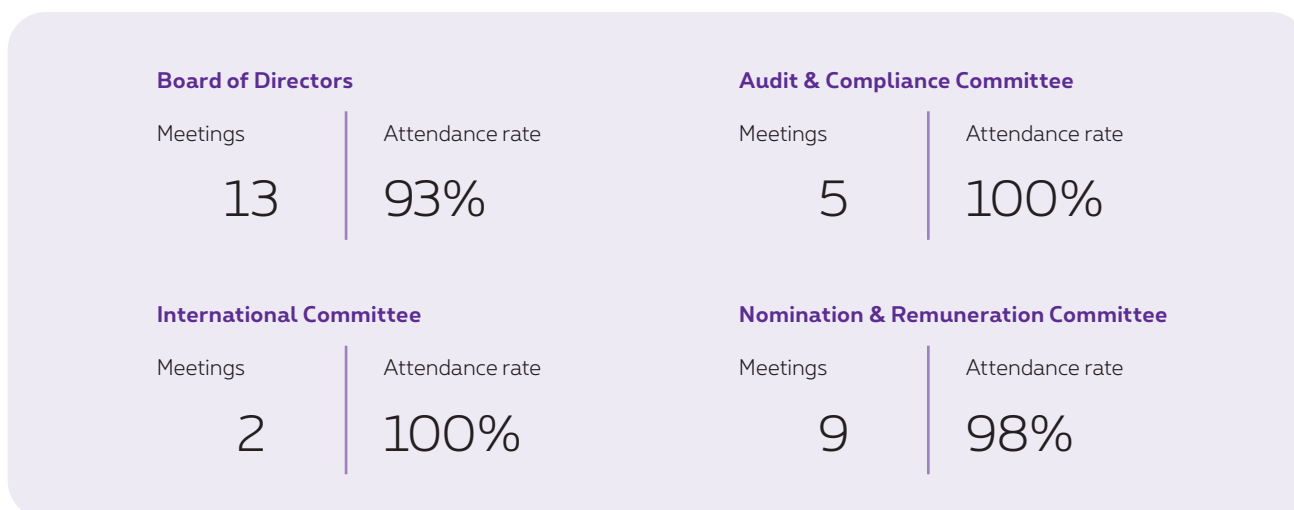 Board of Directors
Meetings
Attendance rate
13
93%
Audit & Compliance Committee
Meetings
Attendance rate
5
100%
International Committee
Meetings
Attendance rate
2
100%
Nomination & Remuneration Committee
Meetings
Attendance rate
9
98%